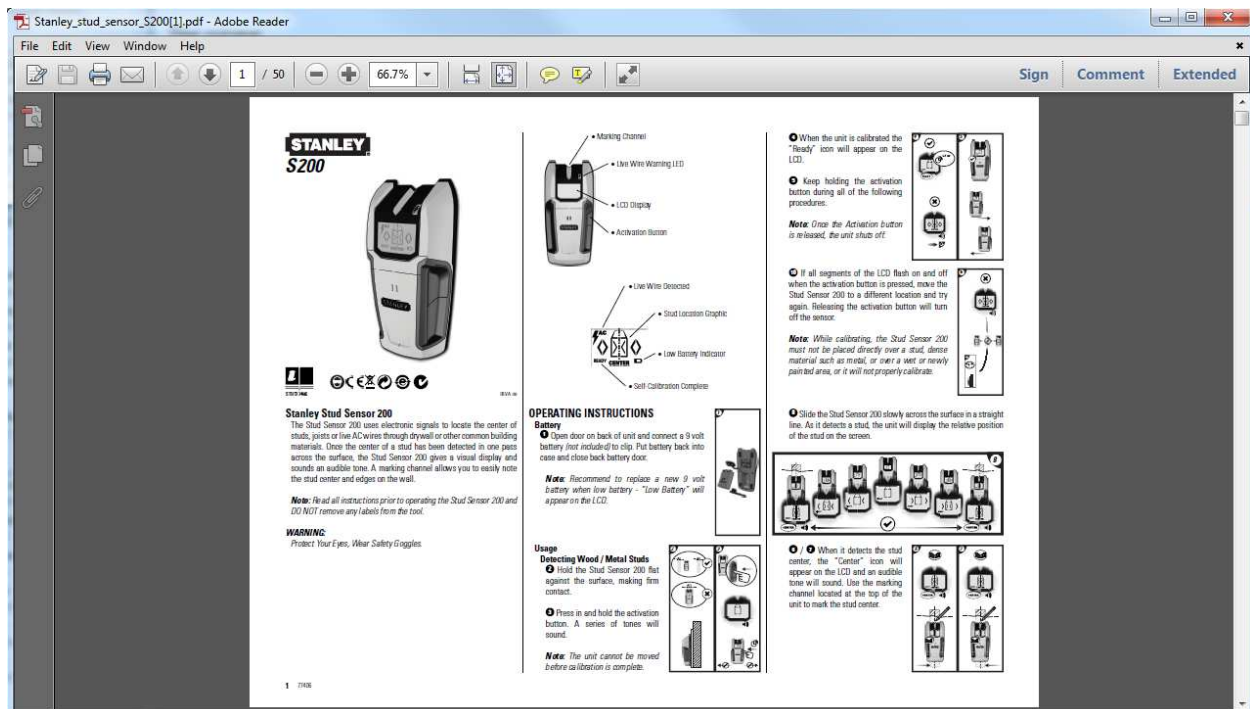 Stanley_stud_sensor_S200[1].pdf - Adobe Reader
File Edit View Window Help
1 / 50 66.7% Sign Comment Extended
STANLEY
S200
Stanley Stud Sensor 200
The Stud Sensor 200 uses electronic signals to locate the center of
studs, joists or live AC wires through drywall or other common building
materials. Once the center of a stud has been detected in one pass
across the surface, the Stud Sensor 200 gives a visual display and
sounds an audible tone. A marking channel allows you to easily note
the stud center and edges on the wall.
Note: Read all instructions prior to operating the Stud Sensor 200 and
DO NOT remove any labels from the tool.
WARNING:
Protect Your Eyes, Wear Safety Goggles.
1 77406
• Marking Channel
• Live Wire Warning LED
• LCD Display
• Activation Button
STANLEY
• Live Wire Detected
• Stud Location Graphic
• Low Battery Indicator
• Self-Calibration Complete
AC
READY CENTER
OPERATING INSTRUCTIONS
Battery
1 Open door on back of unit and connect a 9 volt
battery (not included) to clip. Put battery back into
case and close back battery door.
Note: Recommend to replace a new 9 volt
battery when low battery - "Low Battery" will
appear on the LCD.
Usage
Detecting Wood / Metal Studs
2 Hold the Stud Sensor 200 flat
against the surface, making firm
contact.
3 Press in and hold the activation
button. A series of tones will
sound.
Note: The unit cannot be moved
before calibration is complete.
4 When the unit is calibrated the
"Ready" icon will appear on the
LCD.
Keep holding the activation
button during all of the following
procedures.
Note: Once the Activation button
is released, the unit shuts off.
If all segments of the LCD flash on and off
when the activation button is pressed, move the
Stud Sensor 200 to a different location and try
again. Releasing the activation button will turn
off the sensor.
Note: While calibrating, the Stud Sensor 200
must not be placed directly over a stud, dense
material such as metal, or over a wet or newly
painted area, or it will not properly calibrate.
Slide the Stud Sensor 200 slowly across the surface in a straight
line. As it detects a stud, the unit will display the relative position
of the stud on the screen.
/ When it detects the stud
center, the "Center" icon will
appear on the LCD and an audible
tone will sound. Use the marking
channel located at the top of the
unit to mark the stud center.